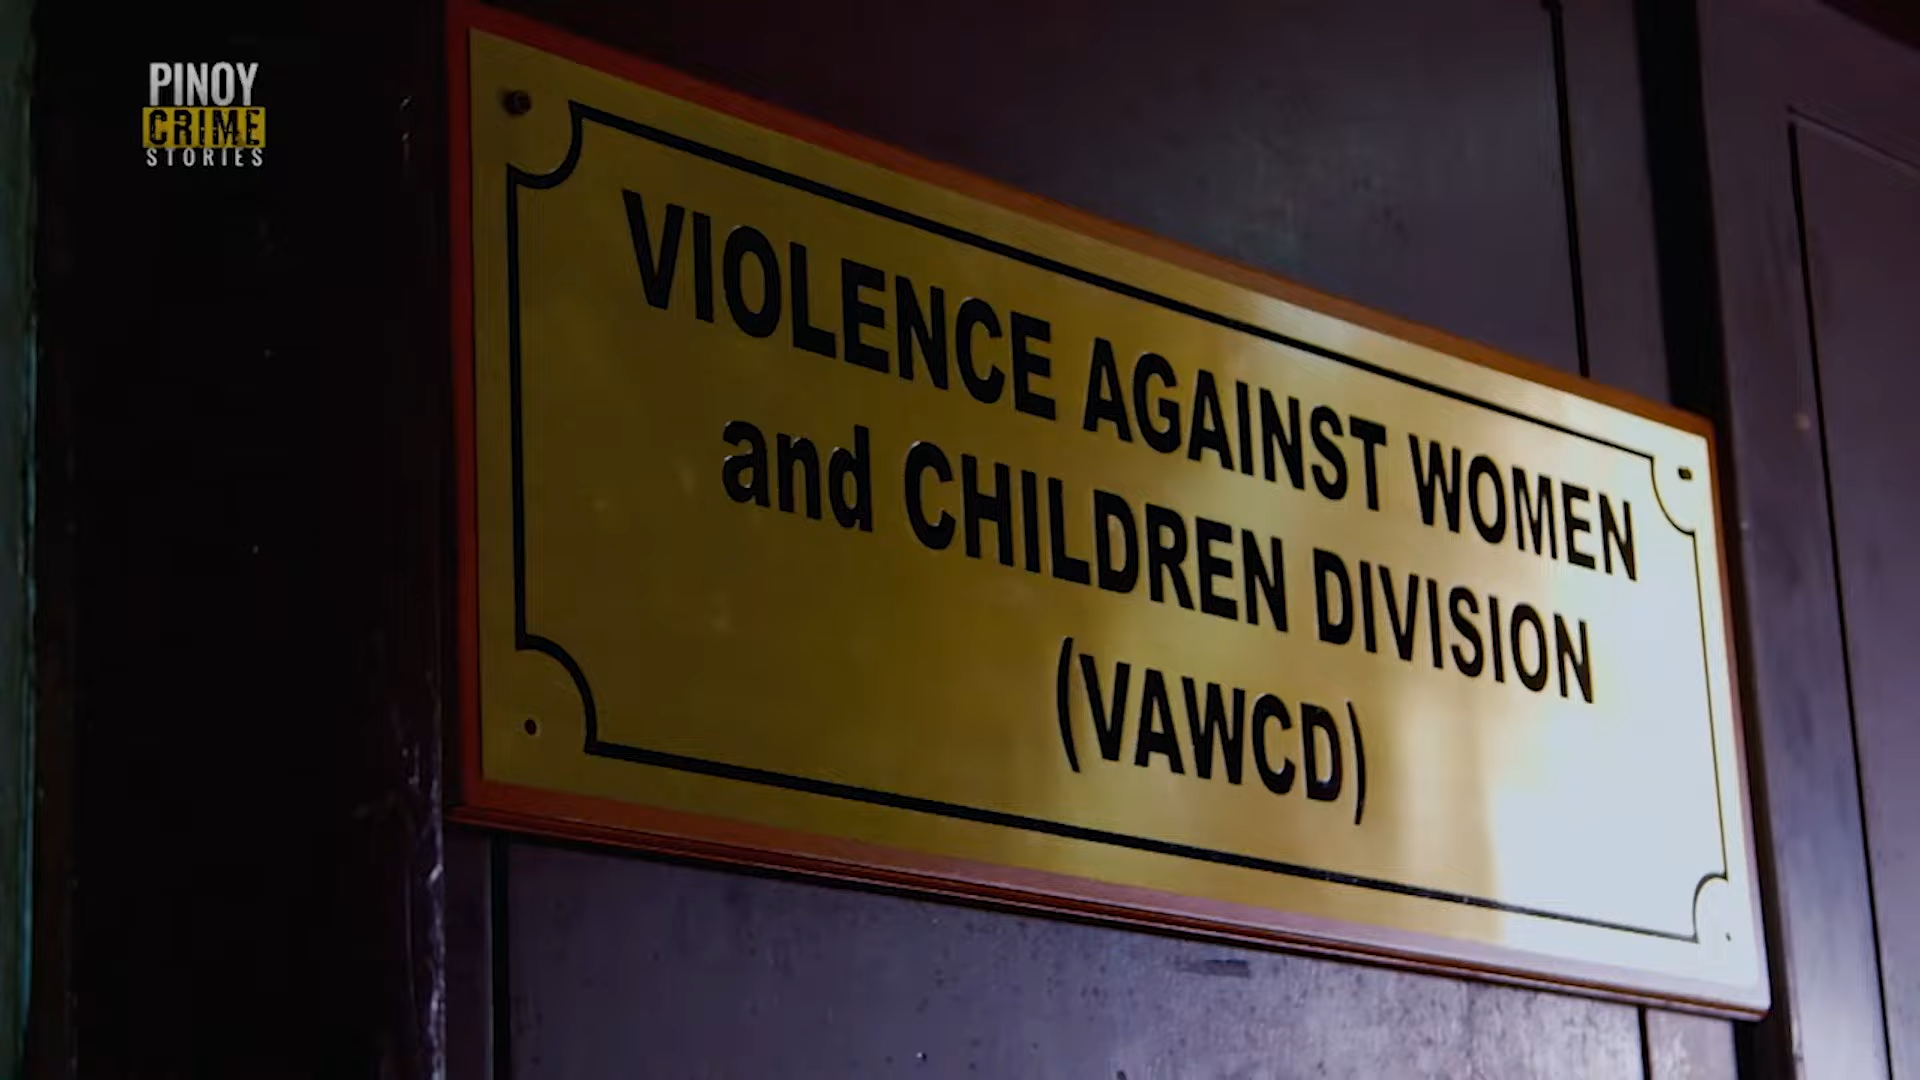 PINOY
CRIME
STORIES
VIOLENCE AGAINST WOMEN
and CHILDREN DIVISION
(VAWCD)